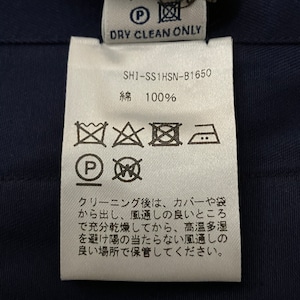 P
DRY CLEAN ONLY
SHI-SS1HSN-B1650
綿 100%
P W
クリーニング後は、カバーや袋
から出し、風通しの良いところ
で充分乾燥してから、高温多湿
を避け陽の当たらない風通しの
良い場所で保管してください。